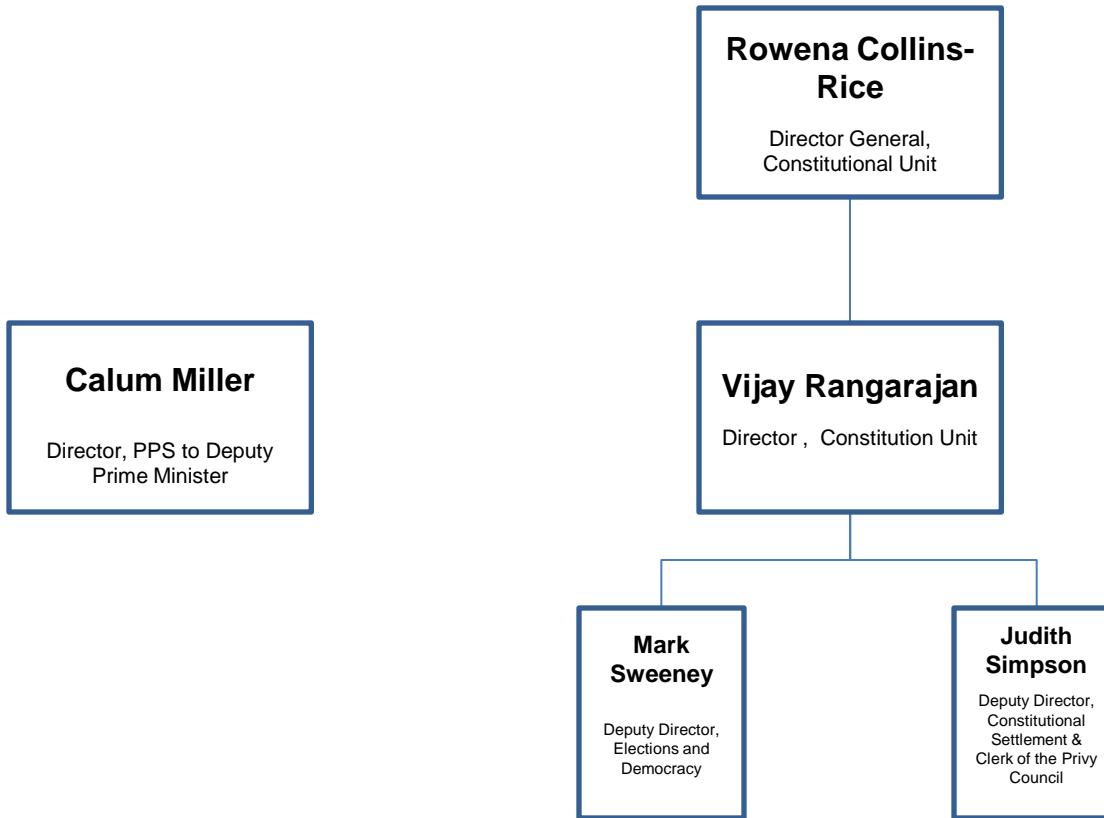 Rowena Collins-
Rice
Director General,
Constitutional Unit
Calum Miller
Director, PPS to Deputy
Prime Minister
Vijay Rangarajan
Director , Constitution Unit
Mark
Sweeney
Deputy Director,
Elections and
Democracy
Judith
Simpson
Deputy Director,
Constitutional
Settlement &
Clerk of the Privy
Council